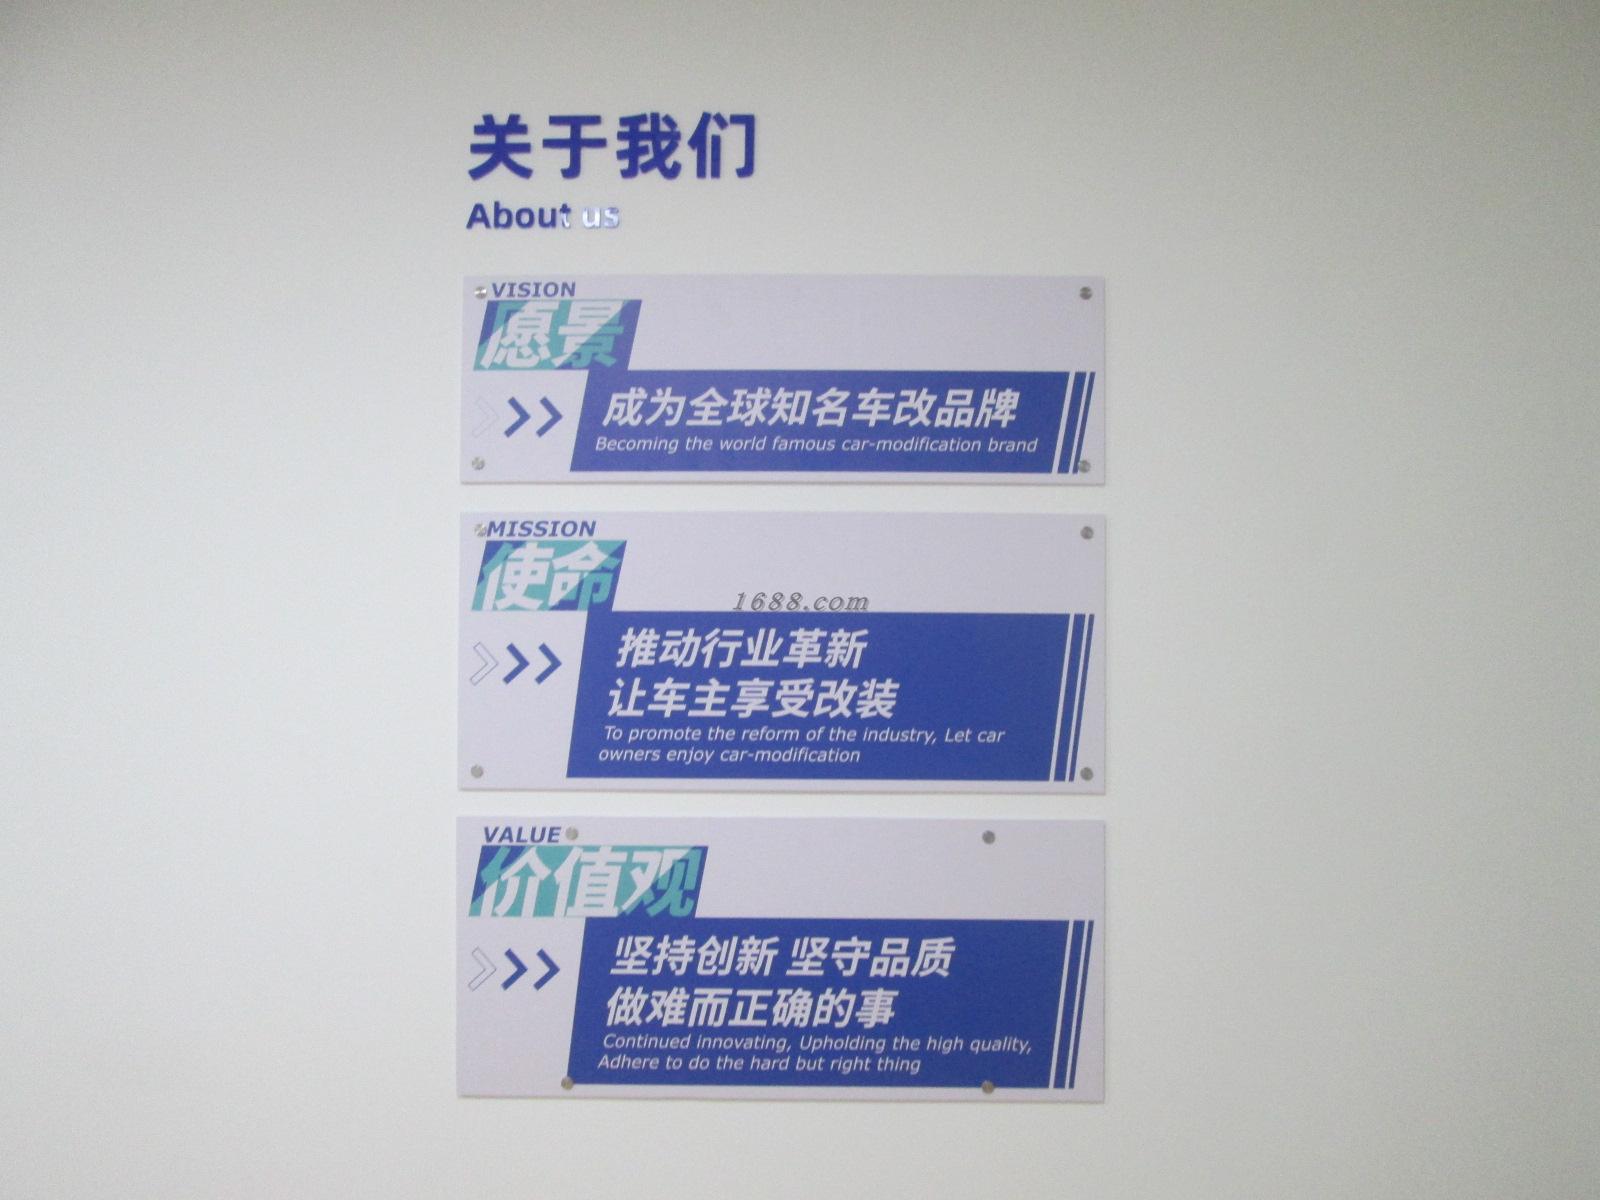 关于我们
About us
VISION
愿景
成为全球知名车改品牌
Becoming the world famous car-modification brand
MISSION
使命
1688.com
推动行业革新
让车主享受改装
To promote the reform of the industry, Let car
owners enjoy car-modification
VALUE
价值观
坚持创新 坚守品质
做难而正确的事
Continued innovating, Upholding the high quality,
Adhere to do the hard but right thing